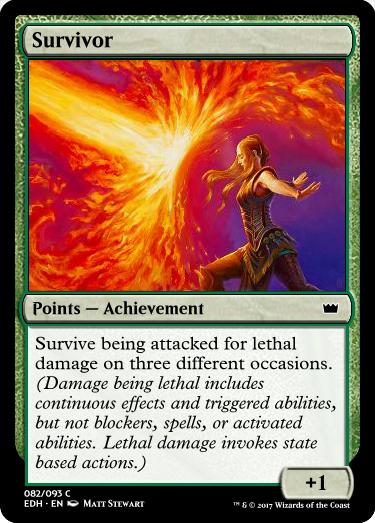 Survivor
Points — Achievement
Survive being attacked for lethal
damage on three different occasions.
(Damage being lethal includes
continuous effects and triggered abilities,
but not blockers, spells, or activated
abilities. Lethal damage invokes state
based actions.)
+1
082/093 C
EDH • EN Matt Stewart
™ & © 2017 Wizards of the Coast